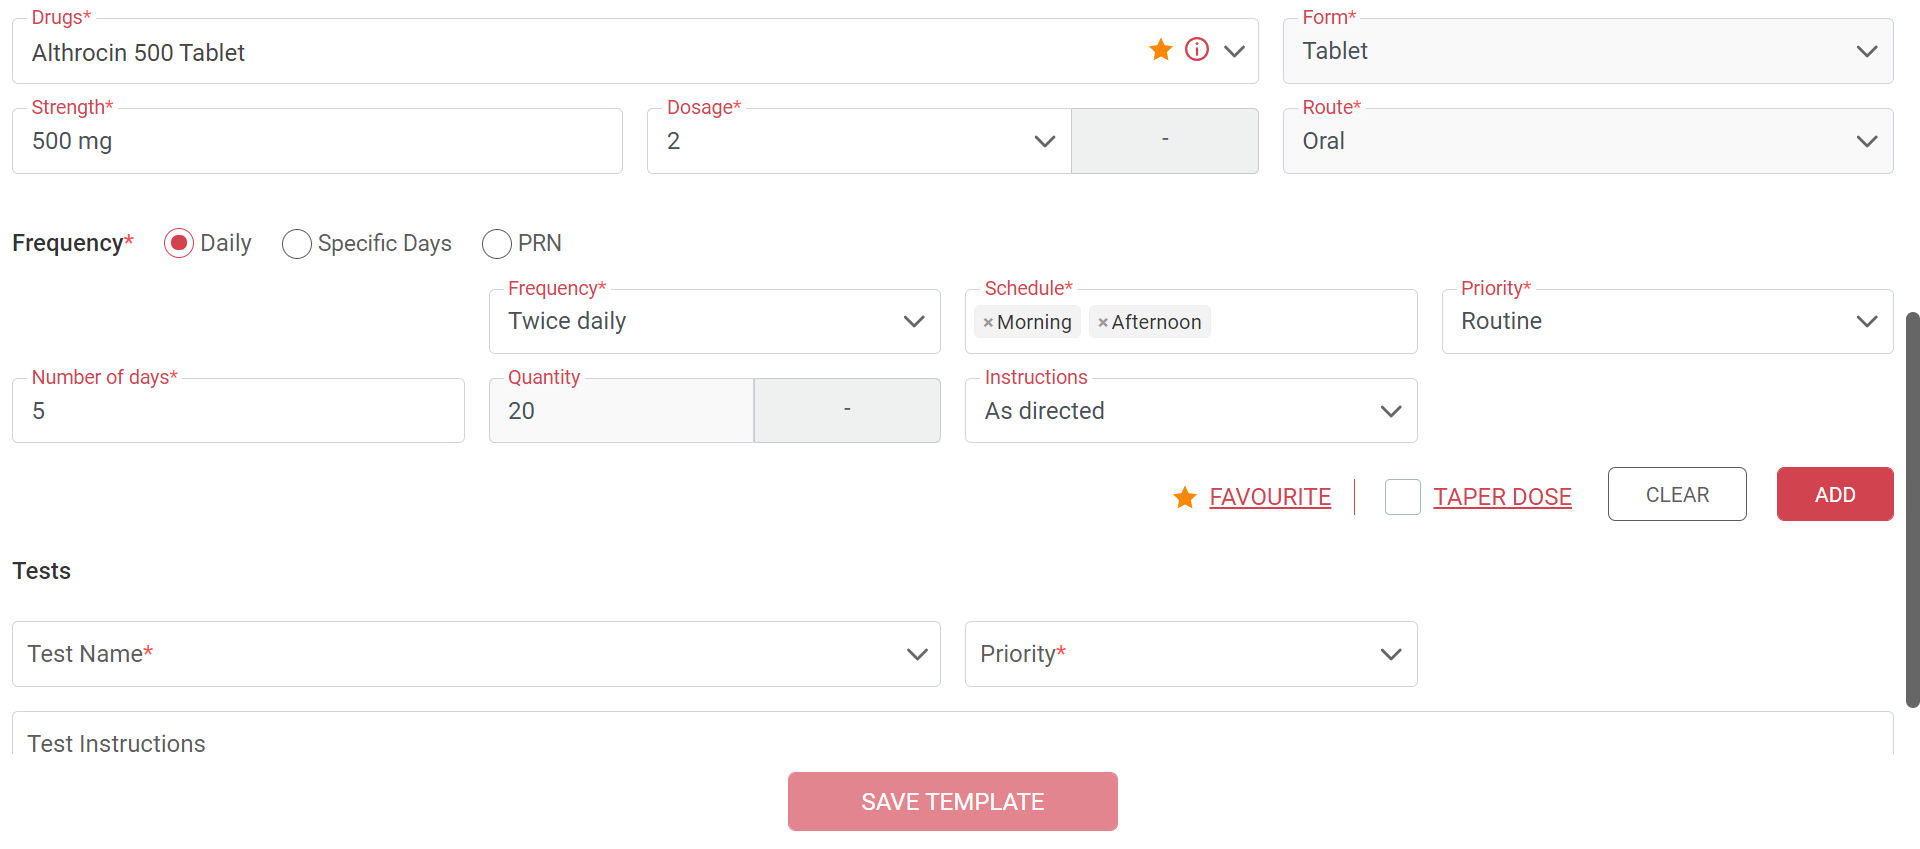 Drugs* Form*
Althrocin 500 Tablet Tablet
Strength* Dosage* Route*
500 mg 2 - Oral
Frequency* Daily Specific Days PRN
Frequency* Schedule* Priority*
Twice daily ×Morning ×Afternoon Routine
Number of days* Quantity Instructions
5 20 - As directed
FAVOURITE TAPER DOSE CLEAR ADD
Tests
Test Name* Priority*
Test Instructions
SAVE TEMPLATE